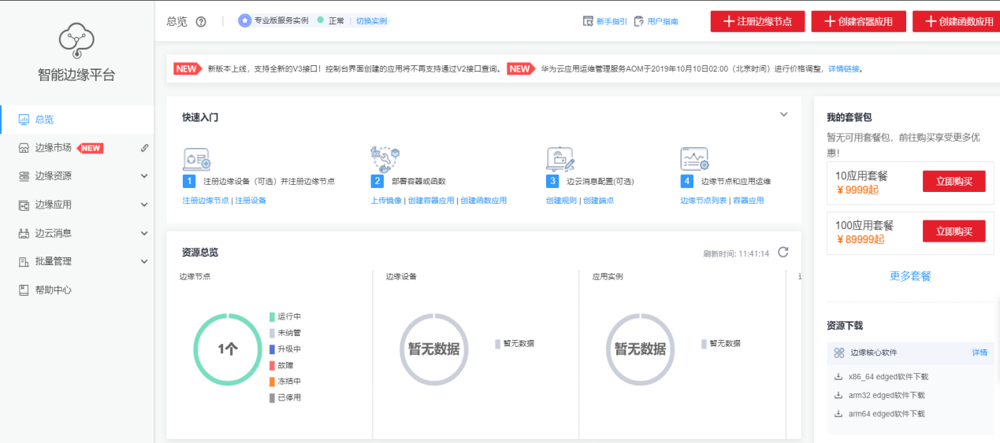 智能边缘平台
总览
边缘市场 NEW
边缘资源
边缘应用
边云消息
批量管理
帮助中心
总览 专业版服务实例 正常 | 切换实例 新手指引 用户指南 ＋注册边缘节点 ＋创建容器应用 ＋创建函数应用
NEW 新版本上线，支持全新的V3接口！控制台界面创建的应用将不再支持通过V2接口查询。 NEW 华为云应用运维管理服务AOM于2019年10月10日02:00（北京时间）进行价格调整，详情链接。
快速入门
1 注册边缘设备（可选）并注册边缘节点
注册边缘节点 | 注册设备
2 部署容器或函数
上传镜像 | 创建容器应用 | 创建函数应用
3 边云消息配置(可选)
创建规则 | 创建端点
4 边缘节点和应用运维
边缘节点列表 | 容器应用
资源总览 刷新时间: 11:41:14
边缘节点
1个
运行中
未纳管
升级中
故障
冻结中
已停用
边缘设备
暂无数据
暂无数据
应用实例
暂无数据
暂无数据
我的套餐包
暂无可用套餐包，前往购买享受更多优
惠！
10应用套餐
￥9999起
立即购买
100应用套餐
￥89999起
立即购买
更多套餐
资源下载
边缘核心软件 详情
x86_64 edged软件下载
arm32 edged软件下载
arm64 edged软件下载